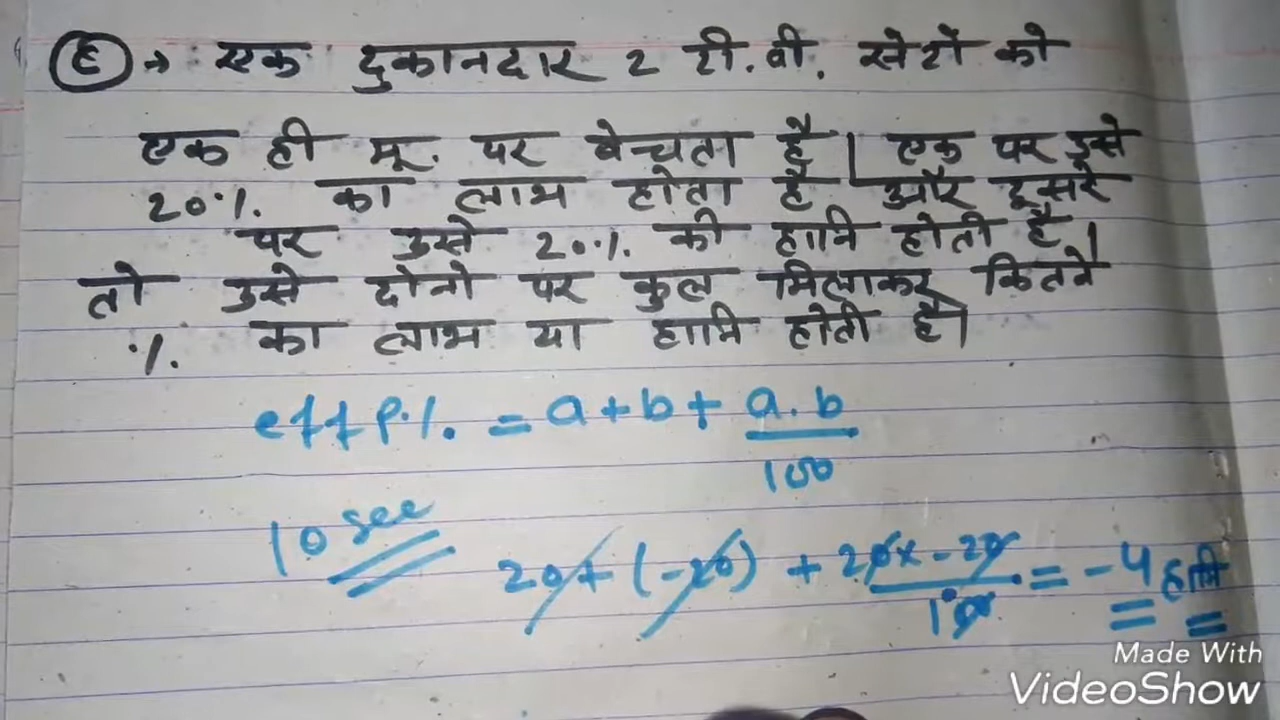 ε → एक दुकानदार 2 टी.वी. सेटों को
एक ही मू. पर बेचता है। एक पर उसे
20%. का लाभ होता है और दूसरे
पर उसे 20%. की हानि होती है।
तो उसे दोनो पर कुल मिलाकर कितने
%. का लाभ या हानि होती है।
eff p.%. = a + b + a.b
100
10 sec
20 + (-20) + 20 x - 20 = -4 हानि
100
Made With
VideoShow